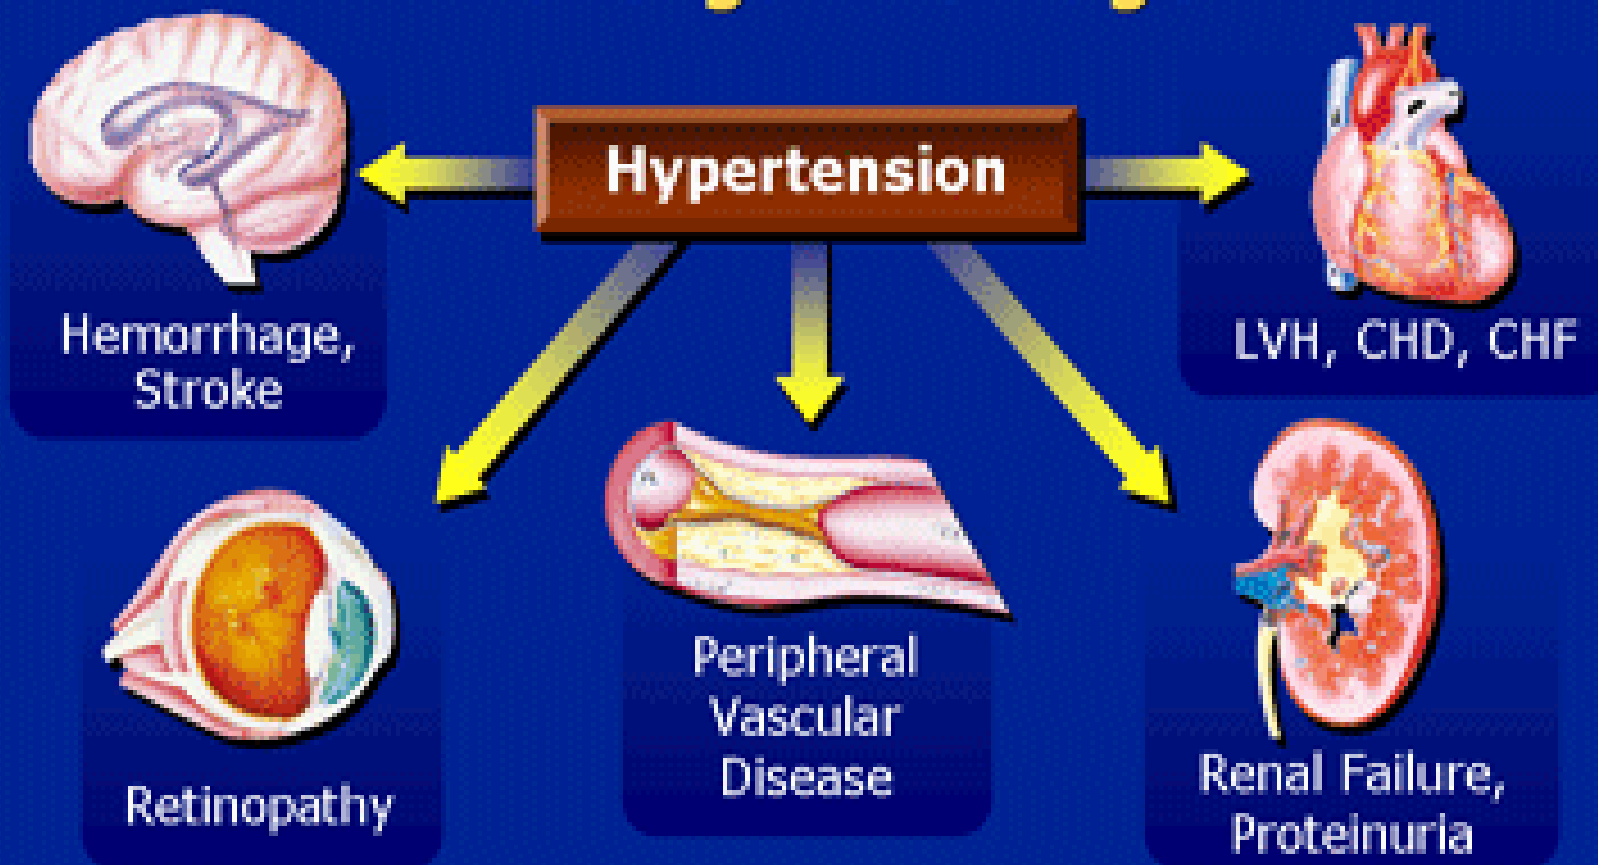 Hypertension
Hemorrhage,
Stroke
LVH, CHD, CHF
Retinopathy
Peripheral
Vascular
Disease
Renal Failure,
Proteinuria